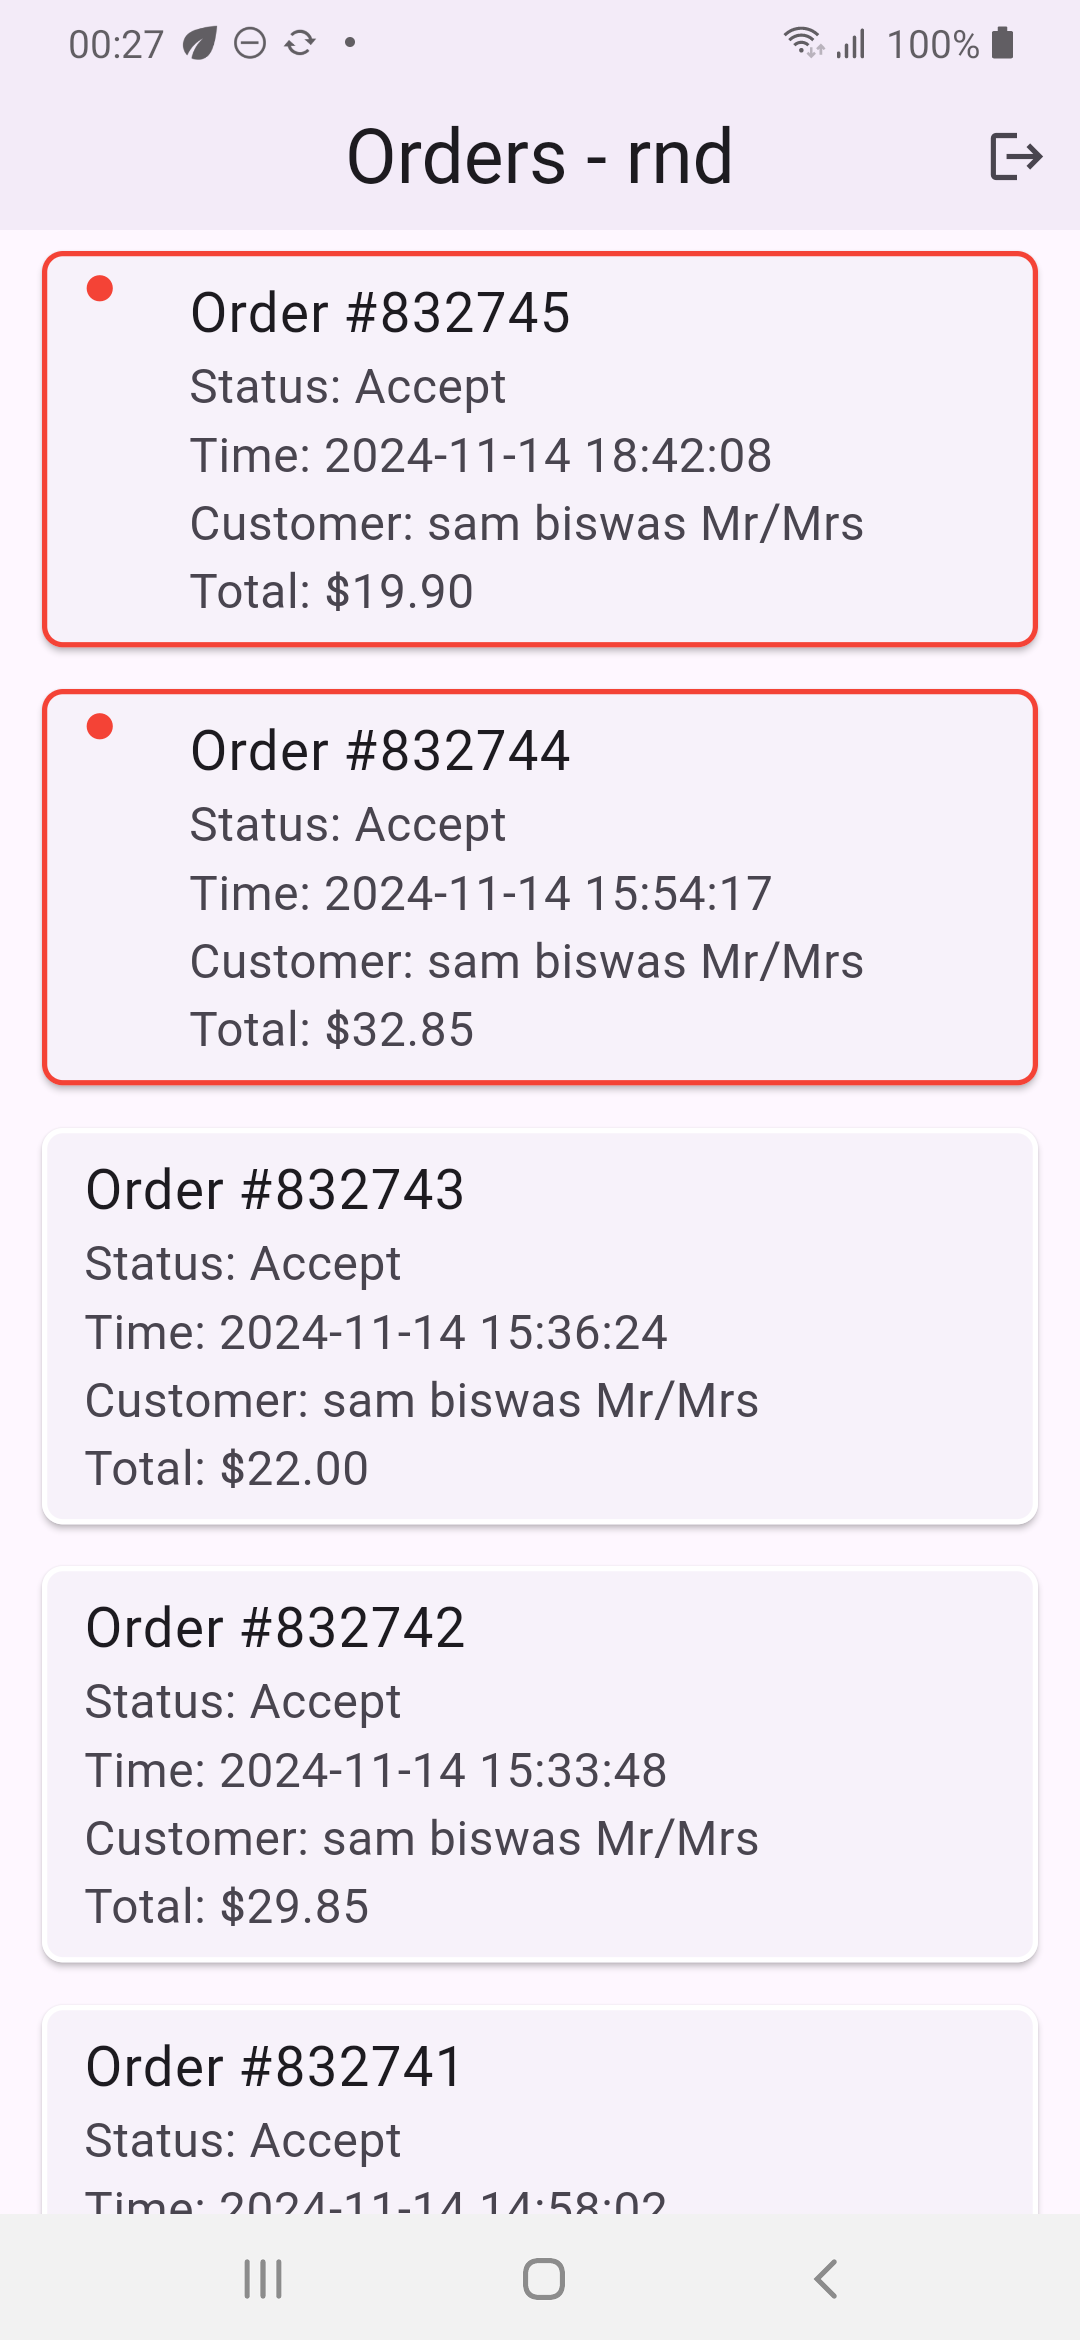 00:27 100%
Orders - rnd
Order #832745
Status: Accept
Time: 2024-11-14 18:42:08
Customer: sam biswas Mr/Mrs
Total: $19.90
Order #832744
Status: Accept
Time: 2024-11-14 15:54:17
Customer: sam biswas Mr/Mrs
Total: $32.85
Order #832743
Status: Accept
Time: 2024-11-14 15:36:24
Customer: sam biswas Mr/Mrs
Total: $22.00
Order #832742
Status: Accept
Time: 2024-11-14 15:33:48
Customer: sam biswas Mr/Mrs
Total: $29.85
Order #832741
Status: Accept
Time: 2024-11-14 14:58:02